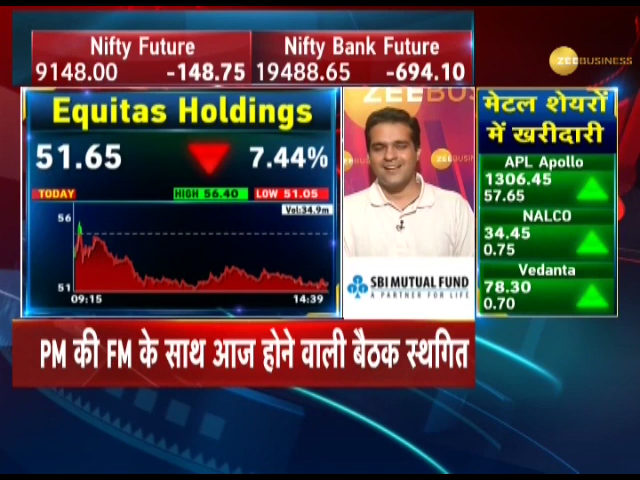 Nifty Future
9148.00 -148.75
Nifty Bank Future
19488.65 -694.10
ZEEBUSINESS
Equitas Holdings
51.65 7.44%
TODAY HIGH 56.40 LOW 51.05
Vol:34.9m
56
51
09:15 14:39
ZEEBUS
ZEEBUSINESS
SBI MUTUAL FUND
A PARTNER FOR LIFE
मेटल शेयरों
में खरीदारी
APL Apollo
1306.45
57.65
NALCO
34.45
0.75
Vedanta
78.30
0.70
PM की FM के साथ आज होने वाली बैठक स्थगित